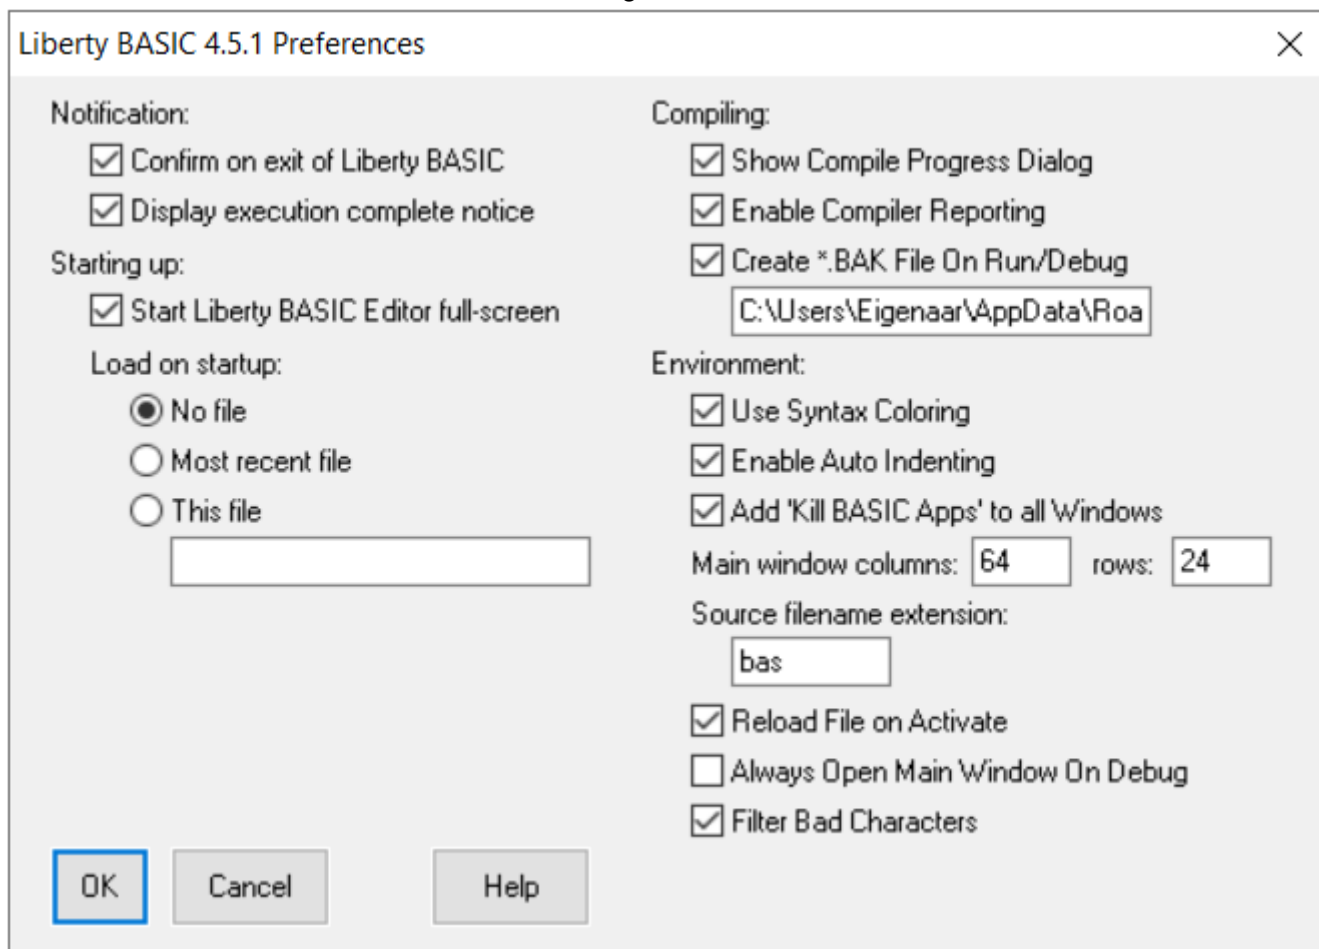 Liberty BASIC 4.5.1 Preferences
Notification:
Confirm on exit of Liberty BASIC
Display execution complete notice
Starting up:
Start Liberty BASIC Editor full-screen
Load on startup:
No file
Most recent file
This file
Compiling:
Show Compile Progress Dialog
Enable Compiler Reporting
Create *.BAK File On Run/Debug
C:\Users\Eigenaar\AppData\Roa
Environment:
Use Syntax Coloring
Enable Auto Indenting
Add 'Kill BASIC Apps' to all Windows
Main window columns: 64 rows: 24
Source filename extension:
bas
Reload File on Activate
Always Open Main Window On Debug
Filter Bad Characters
OK Cancel Help